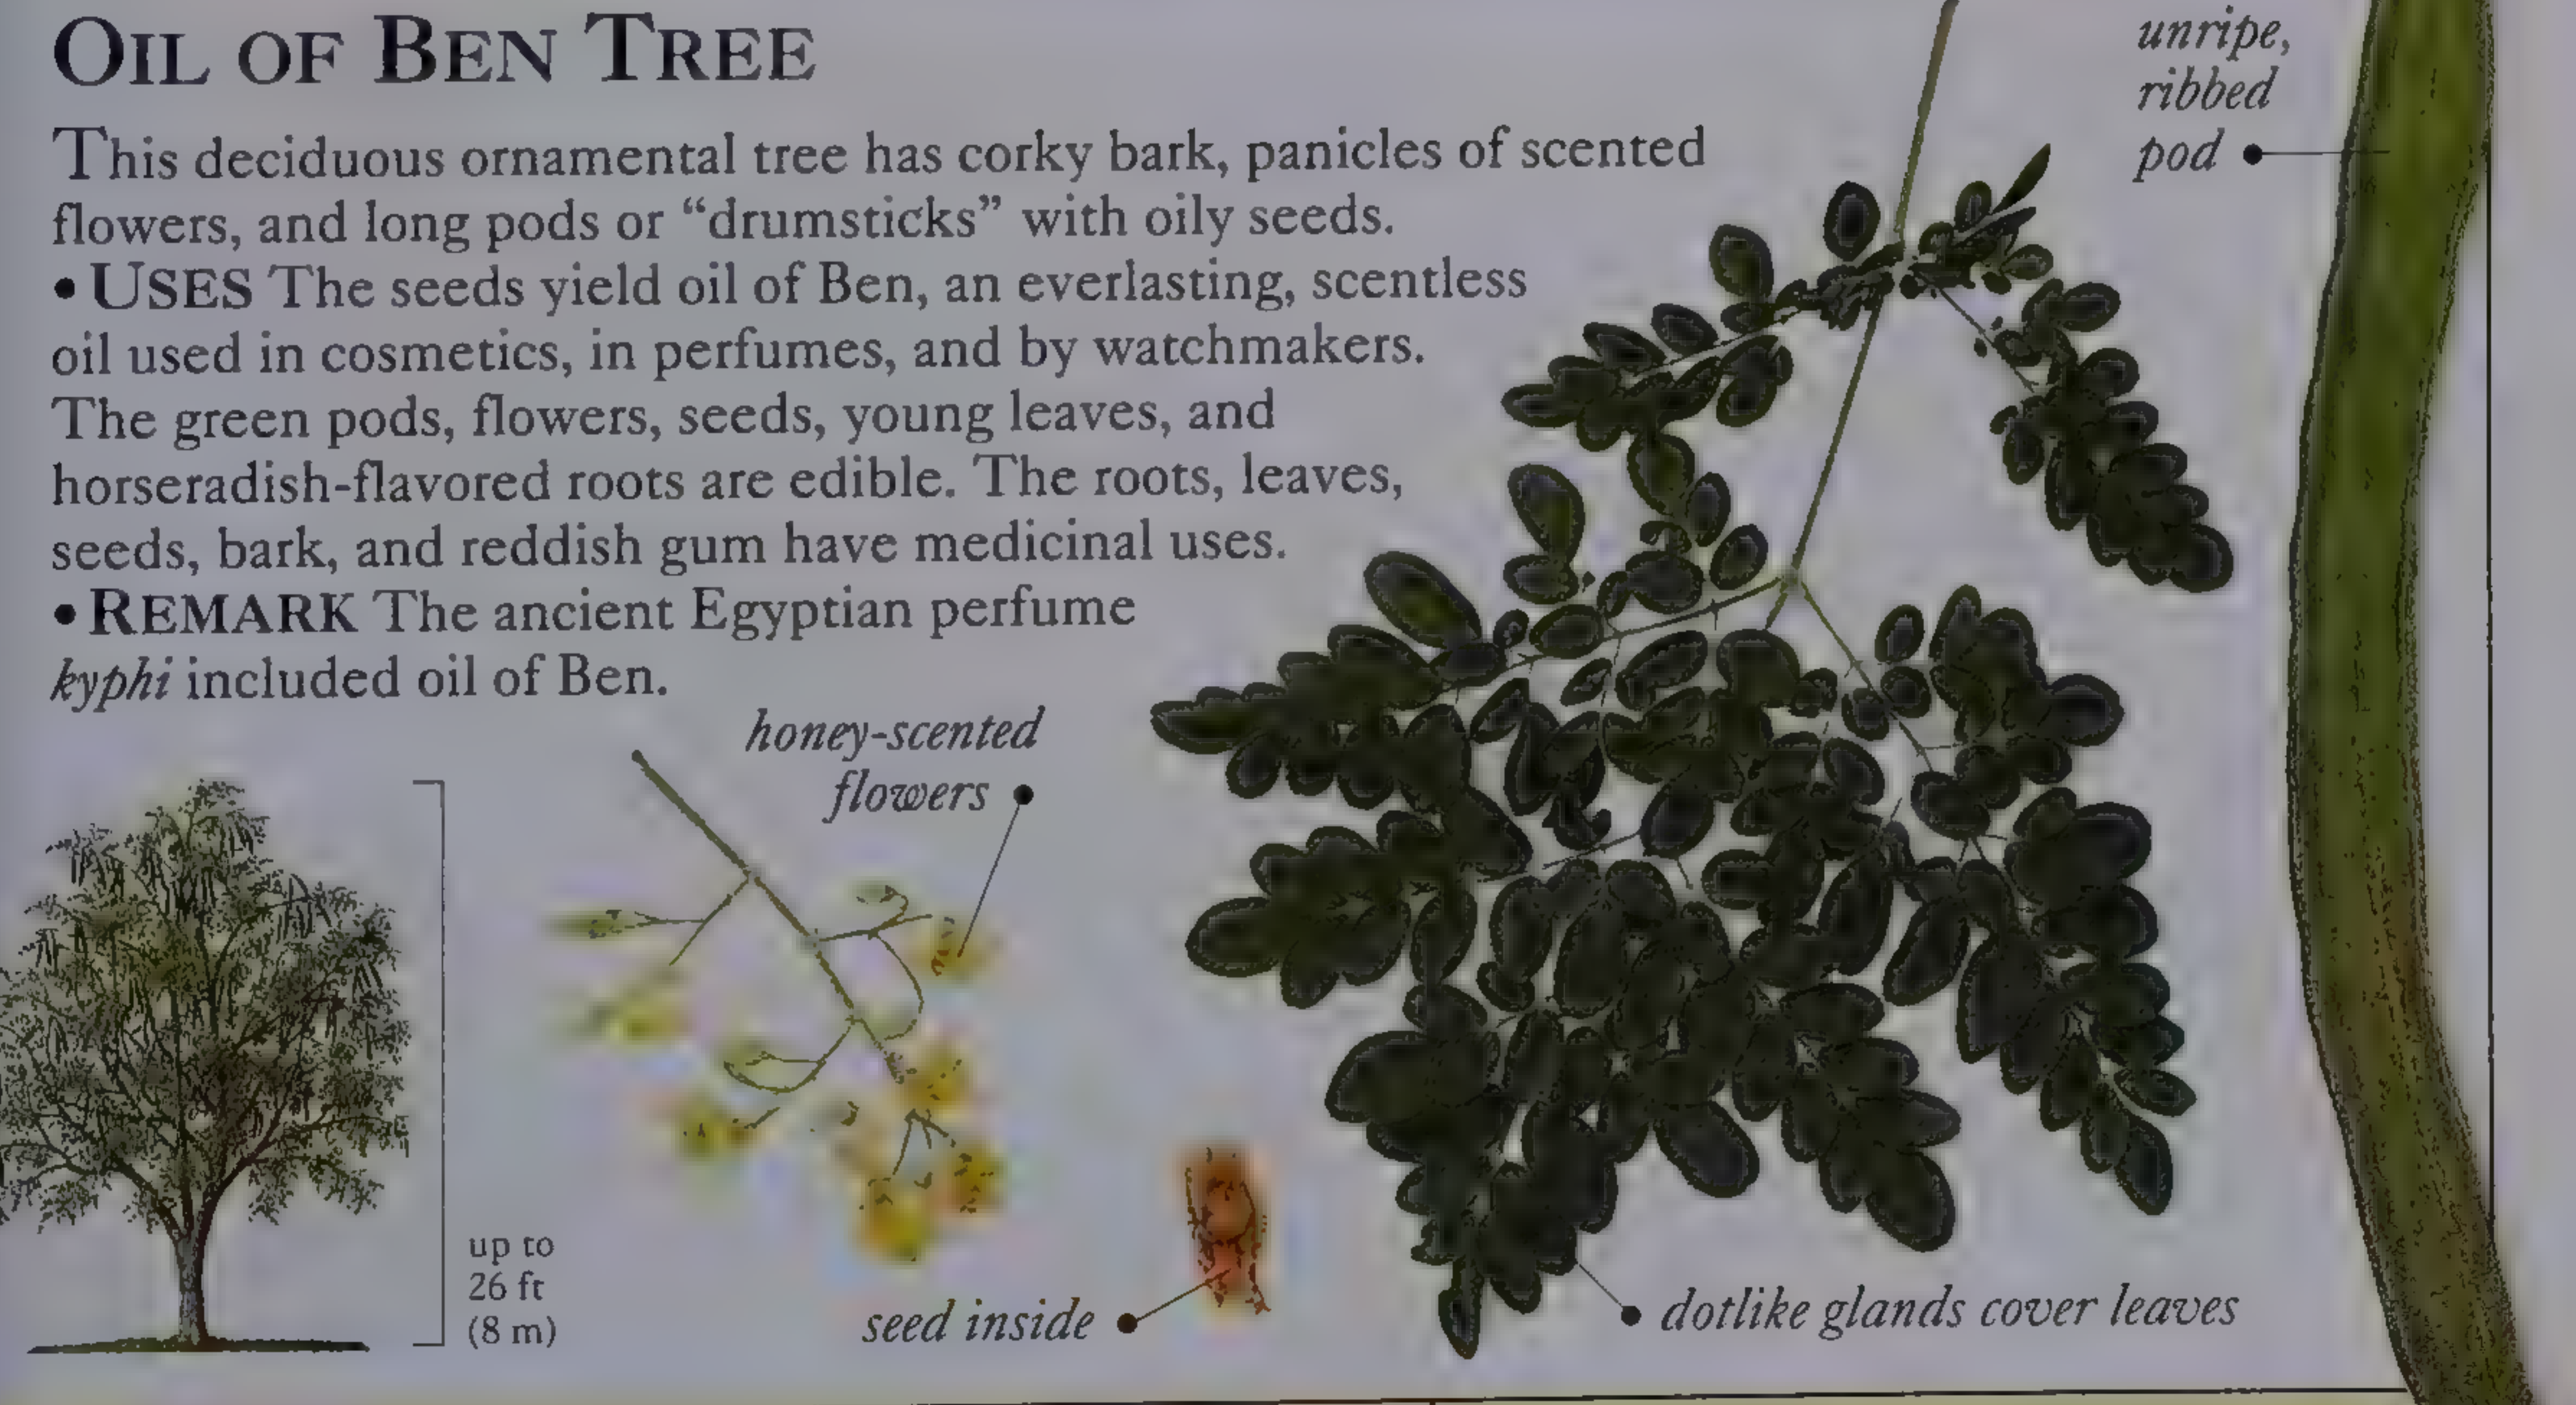 OIL OF BEN TREE
This deciduous ornamental tree has corky bark, panicles of scented
flowers, and long pods or “drumsticks” with oily seeds.
• USES The seeds yield oil of Ben, an everlasting, scentless
oil used in cosmetics, in perfumes, and by watchmakers.
The green pods, flowers, seeds, young leaves, and
horseradish-flavored roots are edible. The roots, leaves,
seeds, bark, and reddish gum have medicinal uses.
• REMARK The ancient Egyptian perfume
kyphi included oil of Ben.
unripe,
ribbed
pod
honey-scented
flowers
up to
26 ft
(8 m)
seed inside
dotlike glands cover leaves